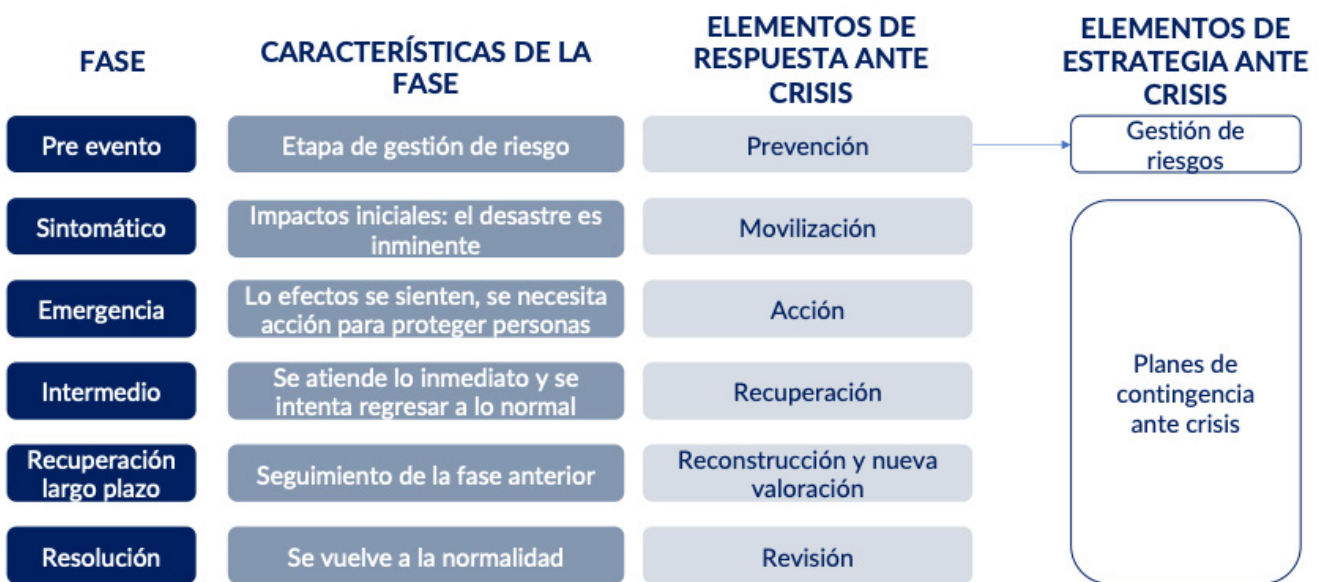 FASE
CARACTERÍSTICAS DE LA
FASE
ELEMENTOS DE
RESPUESTA ANTE
CRISIS
ELEMENTOS DE
ESTRATEGIA ANTE
CRISIS
Pre evento
Etapa de gestión de riesgo
Prevención
Gestión de
riesgos
Sintomático
Impactos iniciales: el desastre es
inminente
Movilización
Emergencia
Lo efectos se sienten, se necesita
acción para proteger personas
Acción
Intermedio
Se atiende lo inmediato y se
intenta regresar a lo normal
Recuperación
Recuperación
largo plazo
Seguimiento de la fase anterior
Reconstrucción y nueva
valoración
Resolución
Se vuelve a la normalidad
Revisión
Planes de
contingencia
ante crisis